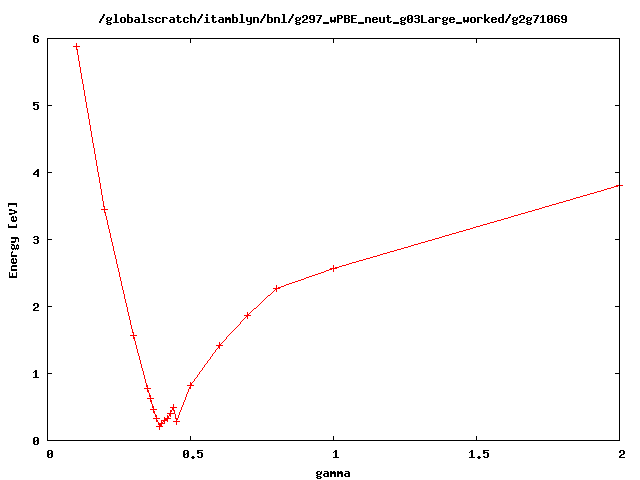 /globalscratch/itamblyn/bnl/g297_wPBE_neut_g03Large_worked/g2g71069
6
5
4
3
2
1
0
Energy [eV]
0 0.5 1 1.5 2
gamma